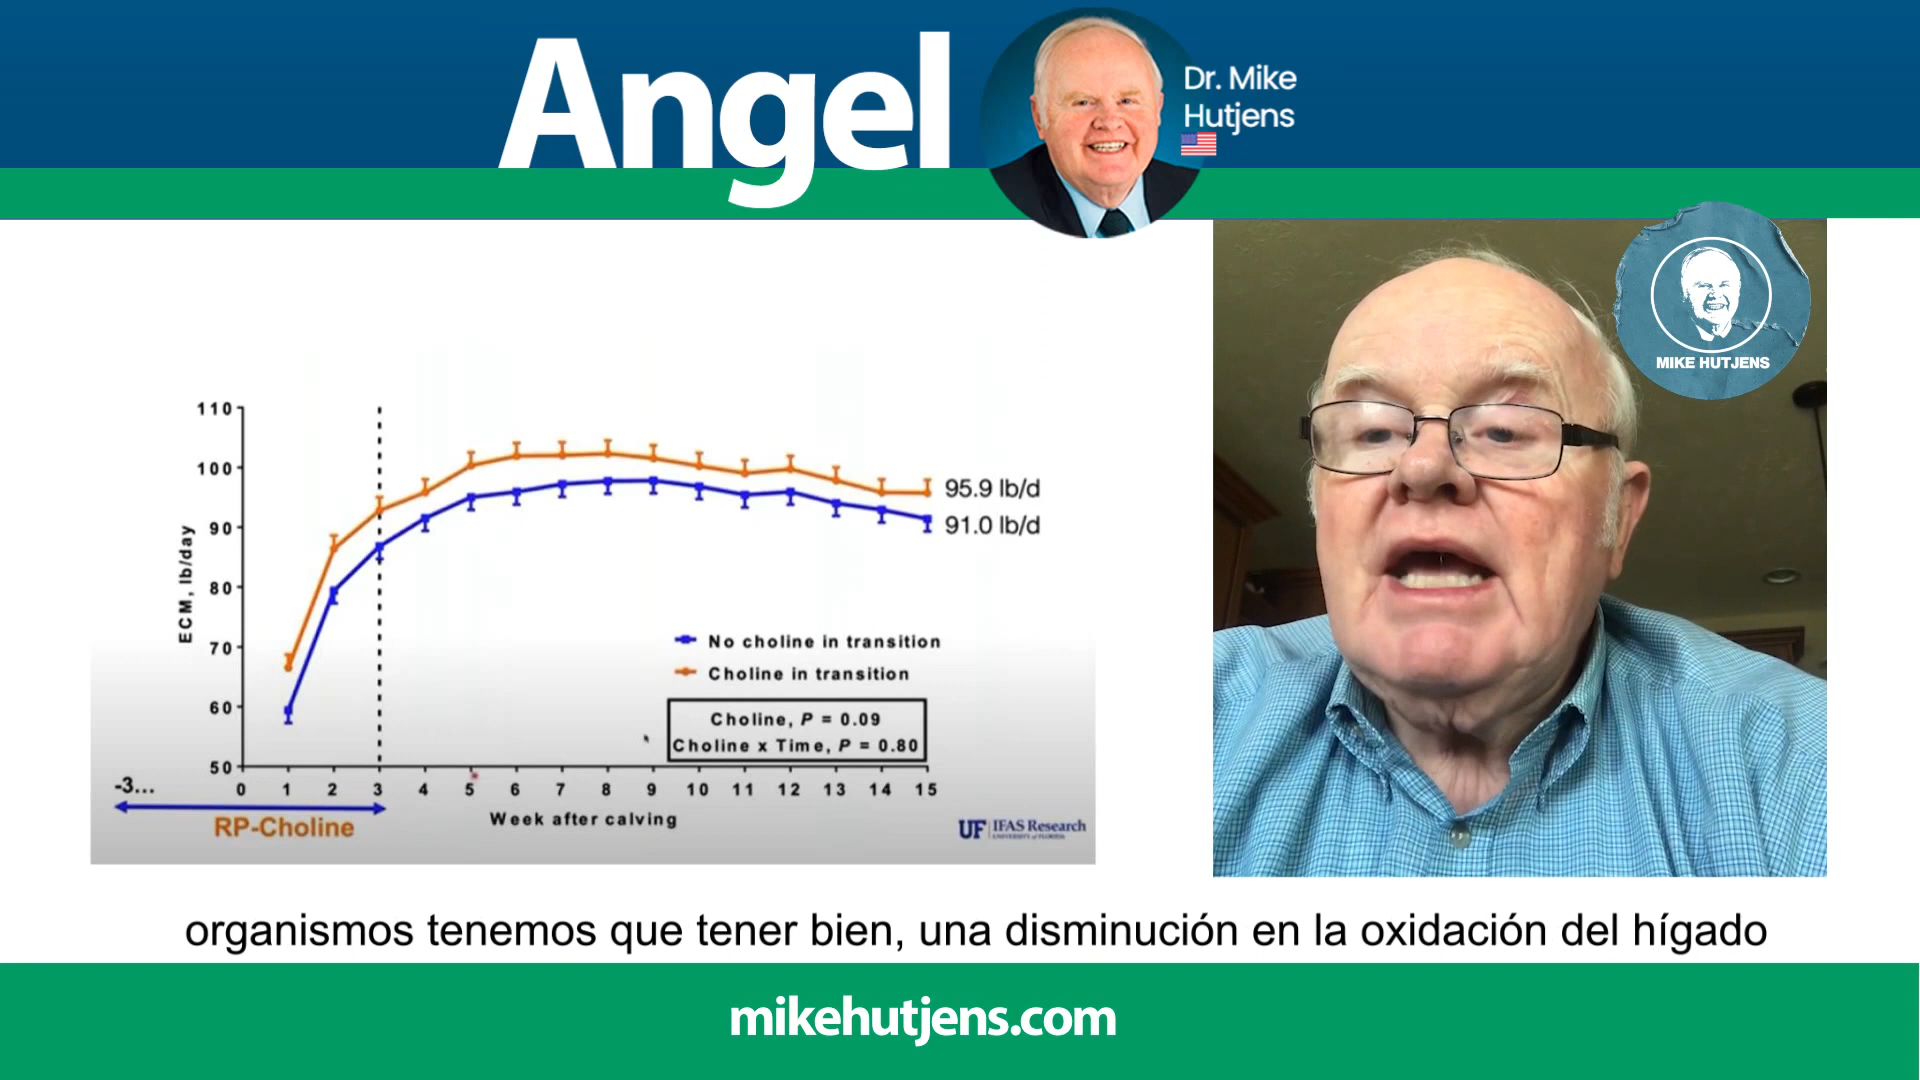 Angel
Dr. Mike
Hutjens
MIKE HUTJENS
110
100
90
80
70
60
50
ECM, lb/day
95.9 lb/d
91.0 lb/d
No choline in transition
Choline in transition
Choline, P = 0.09
Choline x Time, P = 0.80
-3...
0 1 2 3 4 5 6 7 8 9 10 11 12 13 14 15
RP-Choline
Week after calving
UF IFAS Research
UNIVERSITY of FLORIDA
organismos tenemos que tener bien, una disminución en la oxidación del hígado
mikehutjens.com